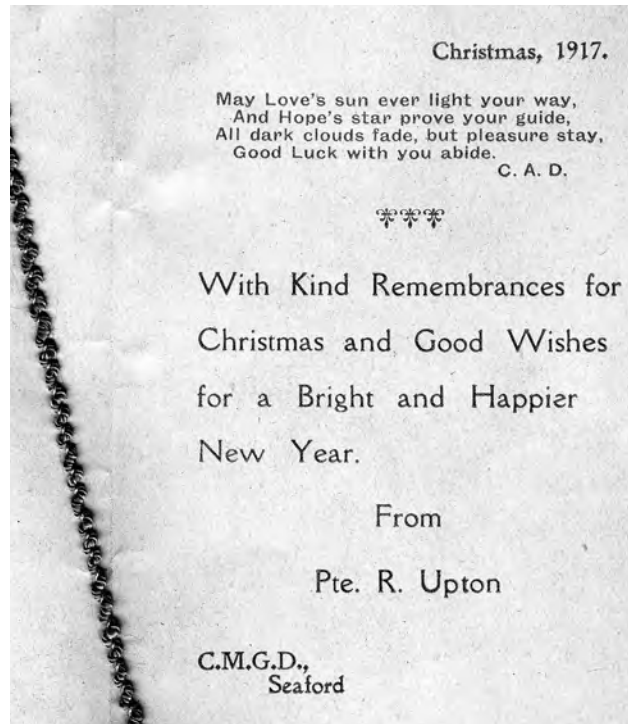 Christmas, 1917.
May Love's sun ever light your way,
And Hope's star prove your guide,
All dark clouds fade, but pleasure stay,
Good Luck with you abide.
C. A. D.
With Kind Remembrances for
Christmas and Good Wishes
for a Bright and Happier
New Year.
From
Pte. R. Upton
C.M.G.D.,
Seaford